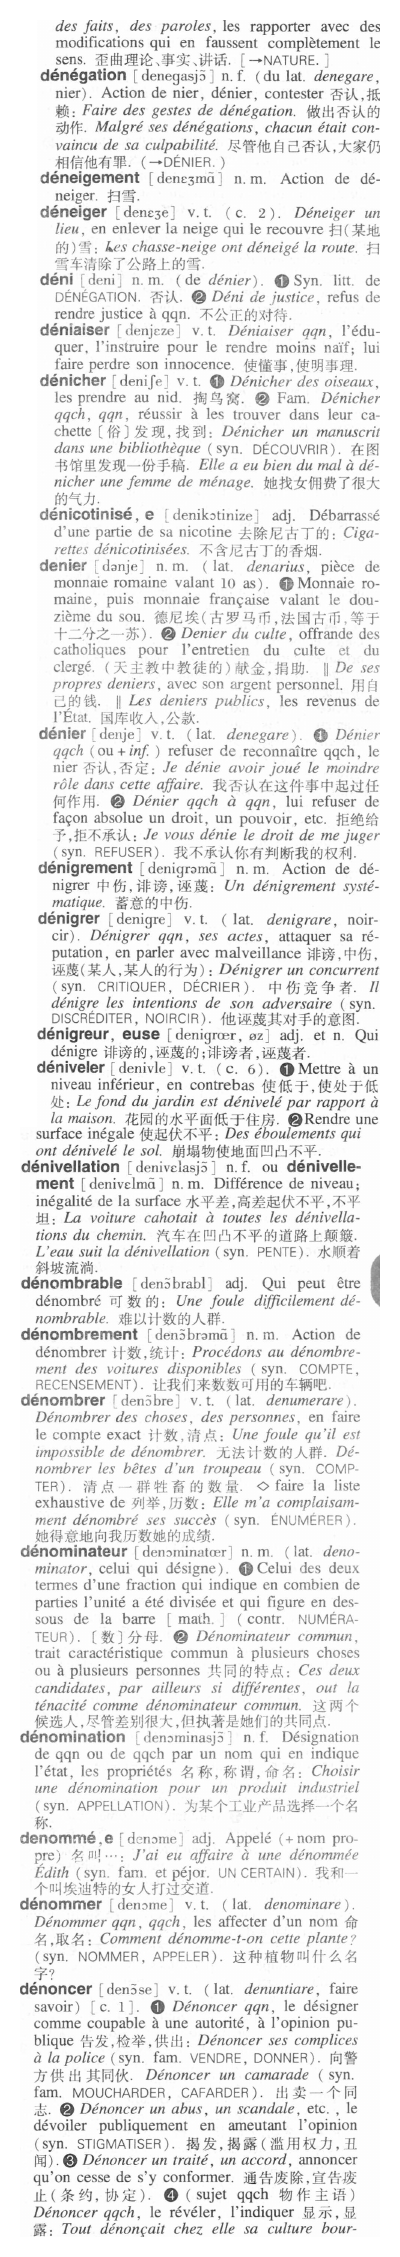 des faits, des paroles, les rapporter avec des
modifications qui en faussent complètement le
sens. 歪曲理论、事实、讲话. [→NATURE. ]
dénégation [denegasjɔ̃] n. f. (du lat. denegare,
nier). Action de nier, dénier, contester 否认,抵
赖: Faire des gestes de dénégation. 做出否认的
动作. Malgré ses dénégations, chacun était con-
vaincu de sa culpabilité. 尽管他自己否认,大家仍
相信他有罪. (→DÉNIER. )
déneigement [denɛʒmɑ̃] n. m. Action de dé-
neiger. 扫雪.
déneiger [denɛʒe] v. t. (c. 2). Déneiger un
lieu, en enlever la neige qui le recouvre 扫(某地
的)雪: Les chasse-neige ont déneigé la route. 扫
雪车清除了公路上的雪.
déni [deni] n. m. (de dénier). ❶ Syn. litt. de
DÉNÉGATION. 否认. ❷ Déni de justice, refus de
rendre justice à qqn. 不公正的对待.
déniaiser [denjɛze] v. t. Déniaiser qqn, l'édu-
quer, l'instruire pour le rendre moins naïf; lui
faire perdre son innocence. 使懂事,使明事理.
dénicher [deniʃe] v. t. ❶ Dénicher des oiseaux,
les prendre au nid. 掏鸟窝. ❷ Fam. Dénicher
qqch, qqn, réussir à les trouver dans leur ca-
chette [俗]发现,找到: Dénicher un manuscrit
dans une bibliothèque (syn. DÉCOUVRIR). 在图
书馆里发现一份手稿. Elle a eu bien du mal à dé-
nicher une femme de ménage. 她找女佣费了很大
的气力.
dénicotinisé, e [denikɔtinize] adj. Débarrassé
d'une partie de sa nicotine 去除尼古丁的: Ciga-
rettes dénicotinisées. 不含尼古丁的香烟.
denier [dənje] n. m. (lat. denarius, pièce de
monnaie romaine valant 10 as). ❶ Monnaie ro-
maine, puis monnaie française valant le dou-
zième du sou. 德尼埃(古罗马币,法国古币,等于
十二分之一苏). ❷ Denier du culte, offrande des
catholiques pour l'entretien du culte et du
clergé. (天主教中教徒的)献金,捐助. ‖ De ses
propres deniers, avec son argent personnel. 用自
己的钱. ‖ Les deniers publics, les revenus de
l'État. 国库收入,公款.
dénier [denje] v. t. (lat. denegare). ❶ Dénier
qqch (ou + inf. ) refuser de reconnaître qqch, le
nier 否认,否定: Je dénie avoir joué le moindre
rôle dans cette affaire. 我否认在这件事中起过任
何作用. ❷ Dénier qqch à qqn, lui refuser de
façon absolue un droit, un pouvoir, etc. 拒绝给
予,拒不承认: Je vous dénie le droit de me juger
(syn. REFUSER). 我不承认你有判断我的权利.
dénigrement [denigrəmɑ̃] n. m. Action de dé-
nigrer 中伤,诽谤,诬蔑: Un dénigrement systé-
matique. 蓄意的中伤.
dénigrer [denigre] v. t. (lat. denigrare, noir-
cir). Dénigrer qqn, ses actes, attaquer sa ré-
putation, en parler avec malveillance 诽谤,中伤,
诬蔑(某人,某人的行为): Dénigrer un concurrent
(syn. CRITIQUER, DÉCRIER). 中伤竞争者. Il
dénigre les intentions de son adversaire (syn.
DISCRÉDITER, NOIRCIR). 他诬蔑其对手的意图.
dénigreur, euse [denigrœr, øz] adj. et n. Qui
dénigre 诽谤的,诬蔑的;诽谤者,诬蔑者.
déniveler [denivle] v. t. (c. 6). ❶ Mettre à un
niveau inférieur, en contrebas 使低于,使处于低
处: Le fond du jardin est dénivelé par rapport à
la maison. 花园的水平面低于住房. ❷ Rendre une
surface inégale 使起伏不平: Des éboulements qui
ont dénivelé le sol. 崩塌物使地面凹凸不平.
dénivellation [denivelasjɔ̃] n. f. ou dénivelle-
ment [denivɛlmɑ̃] n. m. Différence de niveau;
inégalité de la surface 水平差,高差起伏不平,不平
坦: La voiture cahotait à toutes les dénivella-
tions du chemin. 汽车在凹凸不平的道路上颠簸.
L'eau suit la dénivellation (syn. PENTE). 水顺着
斜坡流淌.
dénombrable [denɔ̃brabl] adj. Qui peut être
dénombré 可数的: Une foule difficilement dé-
nombrable. 难以计数的人群.
dénombrement [denɔ̃brəmɑ̃] n. m. Action de
dénombrer 计数,统计: Procédons au dénombre-
ment des voitures disponibles (syn. COMPTE,
RECENSEMENT). 让我们来数数可用的车辆吧.
dénombrer [denɔ̃bre] v. t. (lat. denumerare).
Dénombrer des choses, des personnes, en faire
le compte exact 计数,清点: Une foule qu'il est
impossible de dénombrer. 无法计数的人群. Dé-
nombrer les bêtes d'un troupeau (syn. COMP-
TER). 清点一群牲畜的数量. ◇ faire la liste
exhaustive de 列举,历数: Elle m'a complaisam-
ment dénombré ses succès (syn. ÉNUMÉRER).
她得意地向我历数她的成绩.
dénominateur [denɔminatœr] n. m. (lat. deno-
minator, celui qui désigne). ❶ Celui des deux
termes d'une fraction qui indique en combien de
parties l'unité a été divisée et qui figure en des-
sous de la barre [math.] (contr. NUMÉRA-
TEUR). [数]分母. ❷ Dénominateur commun,
trait caractéristique commun à plusieurs choses
ou à plusieurs personnes 共同的特点: Ces deux
candidates, par ailleurs si différentes, out la
ténacité comme dénominateur commun. 这两个
候选人,尽管差别很大,但执著是她们的共同点.
dénomination [denɔminasjɔ̃] n. f. Désignation
de qqn ou de qqch par un nom qui en indique
l'état, les propriétés 名称,称谓,命名: Choisir
une dénomination pour un produit industriel
(syn. APPELLATION). 为某个工业产品选择一个名
称.
denommé, e [denɔme] adj. Appelé (+ nom pro-
pre) 名叫…: J'ai eu affaire à une dénommée
Édith (syn. fam. et péjor. UN CERTAIN). 我和一
个叫埃迪特的女人打过交道.
dénommer [denɔme] v. t. (lat. denominare).
Dénommer qqn, qqch, les affecter d'un nom 命
名,取名: Comment dénomme-t-on cette plante?
(syn. NOMMER, APPELER). 这种植物叫什么名
字?
dénoncer [denɔ̃se] v. t. (lat. denuntiare, faire
savoir) [c. 1]. ❶ Dénoncer qqn, le désigner
comme coupable à une autorité, à l'opinion pu-
blique 告发,检举,供出: Dénoncer ses complices
à la police (syn. fam. VENDRE, DONNER). 向警
方供出其同伙. Dénoncer un camarade (syn.
fam. MOUCHARDER, CAFARDER). 出卖一个同
志. ❷ Dénoncer un abus, un scandale, etc. , le
dévoiler publiquement en ameutant l'opinion
(syn. STIGMATISER). 揭发,揭露(滥用权力,丑
闻). ❸ Dénoncer un traité, un accord, annoncer
qu'on cesse de s'y conformer. 通告废除,宣告废
止(条约,协定). ❹ (sujet qqch 物作主语)
Dénoncer qqch, le révéler, l'indiquer 显示,显
露: Tout dénonçait chez elle sa culture bour-